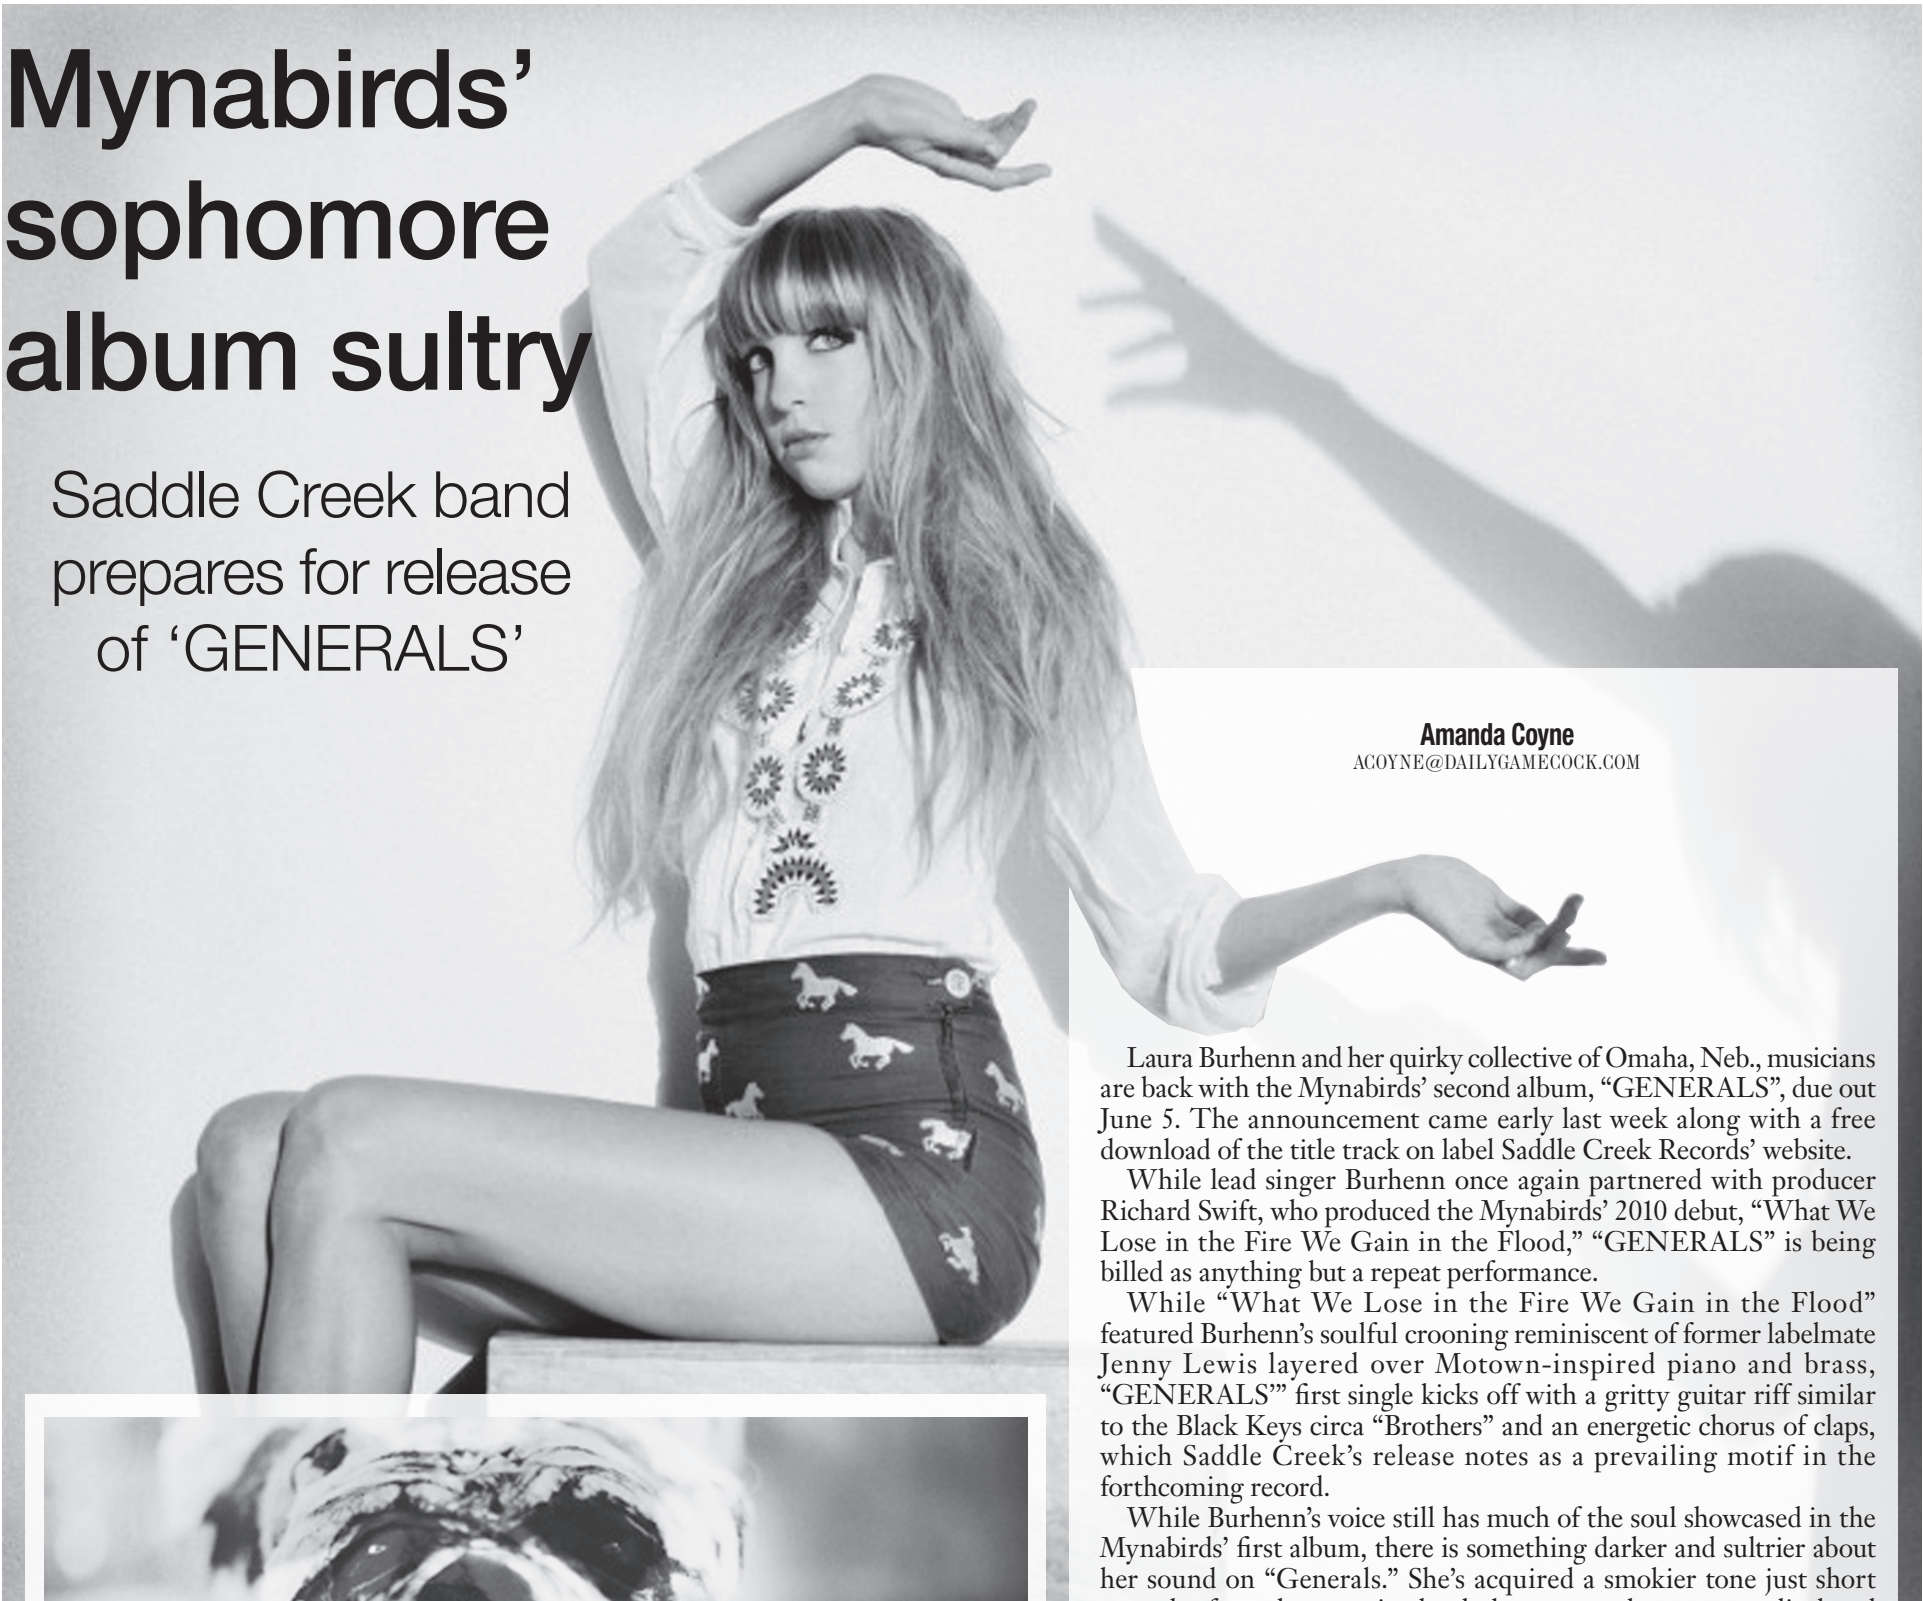 Mynabirds’
sophomore
album sultry
Saddle Creek band
prepares for release
of ‘GENERALS’
Amanda Coyne
ACOYNE@DAILYGAMECOCK.COM
Laura Burhenn and her quirky collective of Omaha, Neb., musicians
are back with the Mynabirds’ second album, “GENERALS”, due out
June 5. The announcement came early last week along with a free
download of the title track on label Saddle Creek Records’ website.
While lead singer Burhenn once again partnered with producer
Richard Swift, who produced the Mynabirds’ 2010 debut, “What We
Lose in the Fire We Gain in the Flood,” “GENERALS” is being
billed as anything but a repeat performance.
While “What We Lose in the Fire We Gain in the Flood”
featured Burhenn’s soulful crooning reminiscent of former labelmate
Jenny Lewis layered over Motown-inspired piano and brass,
“GENERALS’” first single kicks off with a gritty guitar riff similar
to the Black Keys circa “Brothers” and an energetic chorus of claps,
which Saddle Creek’s release notes as a prevailing motif in the
forthcoming record.
While Burhenn’s voice still has much of the soul showcased in the
Mynabirds’ first album, there is something darker and sultrier about
her sound on “Generals.” She’s acquired a smokier tone just short